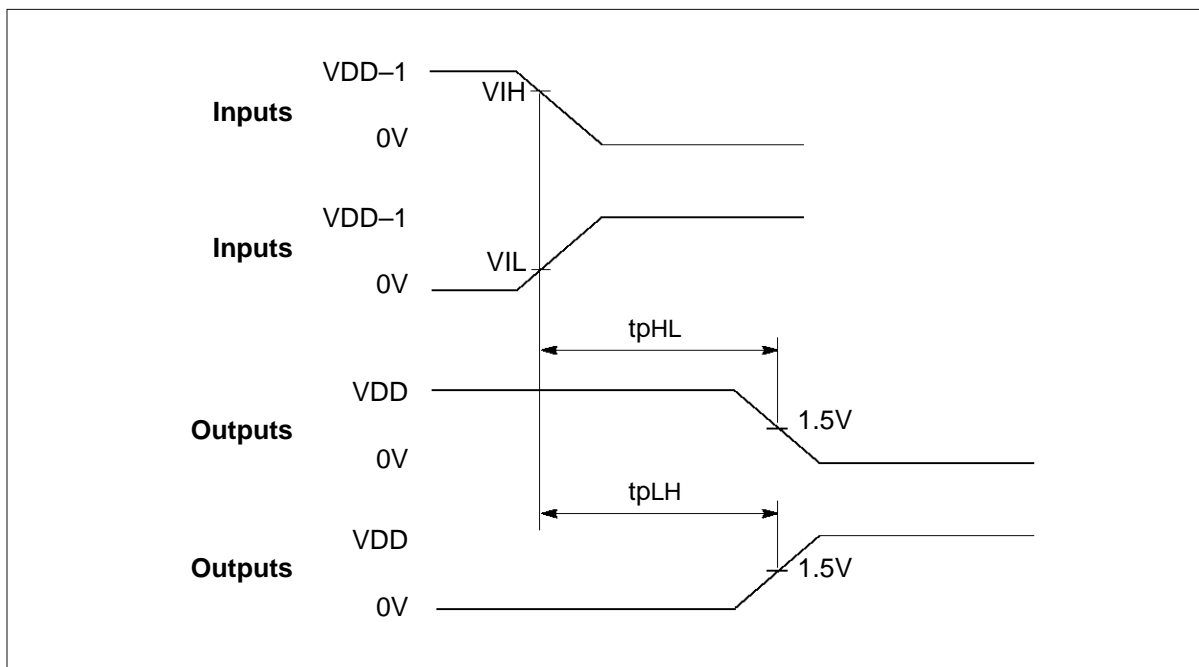 VDD–1
VIH
Inputs
0V
VDD–1
Inputs
VIL
0V
tpHL
VDD
1.5V
Outputs
0V
tpLH
VDD
Outputs
1.5V
0V